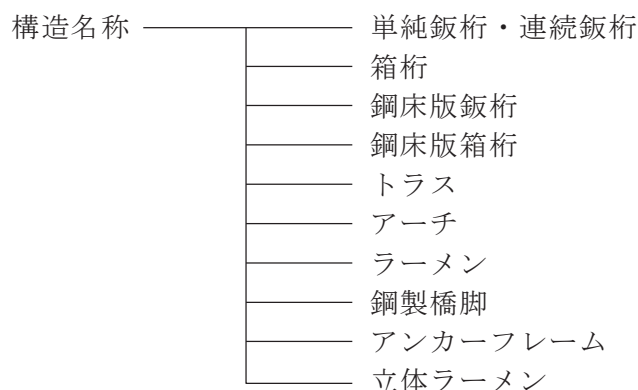 構造名称
単純鈑桁・連続鈑桁
箱桁
鋼床版鈑桁
鋼床版箱桁
トラス
アーチ
ラーメン
鋼製橋脚
アンカーフレーム
立体ラーメン